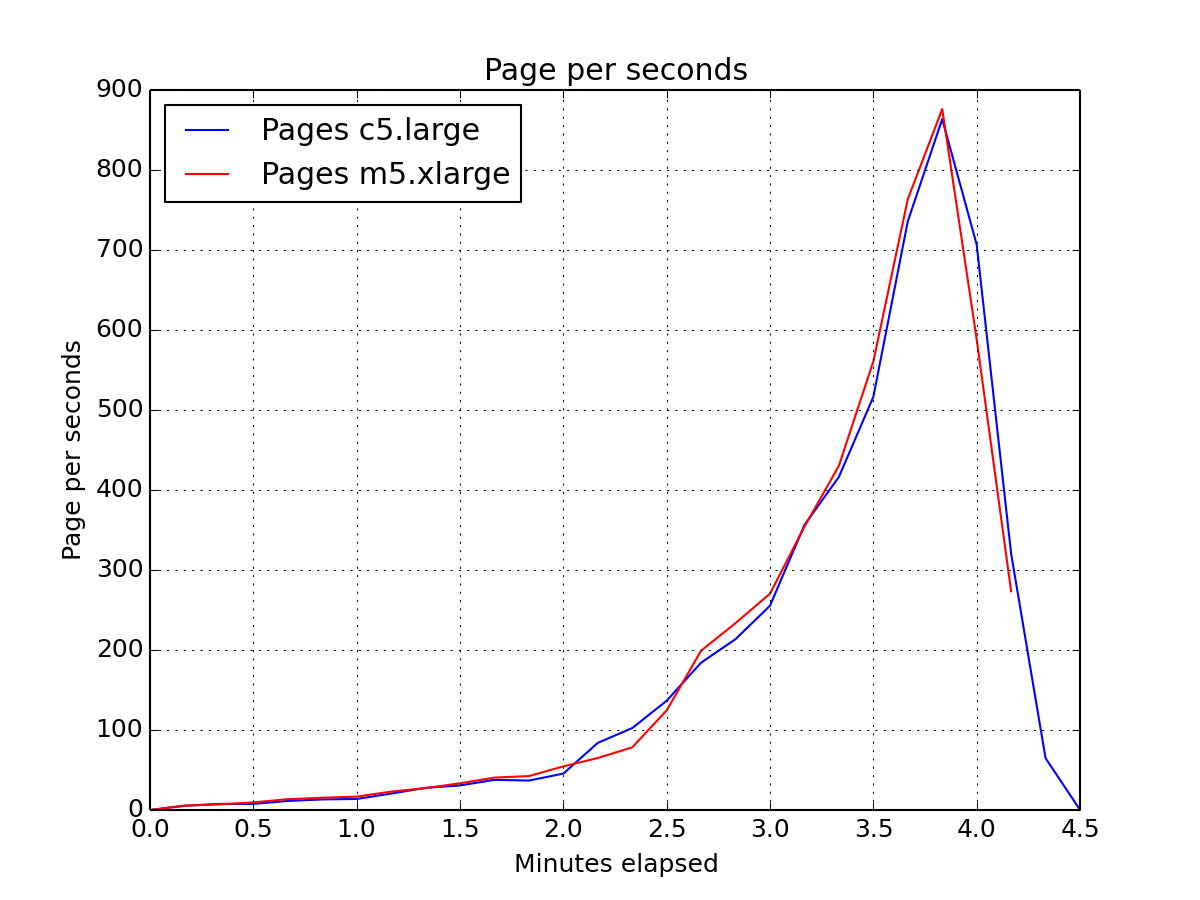 Page per seconds
900
Pages c5.large
Pages m5.xlarge
800
700
600
500
400
300
200
100
0
Page per seconds
0.0 0.5 1.0 1.5 2.0 2.5 3.0 3.5 4.0 4.5
Minutes elapsed